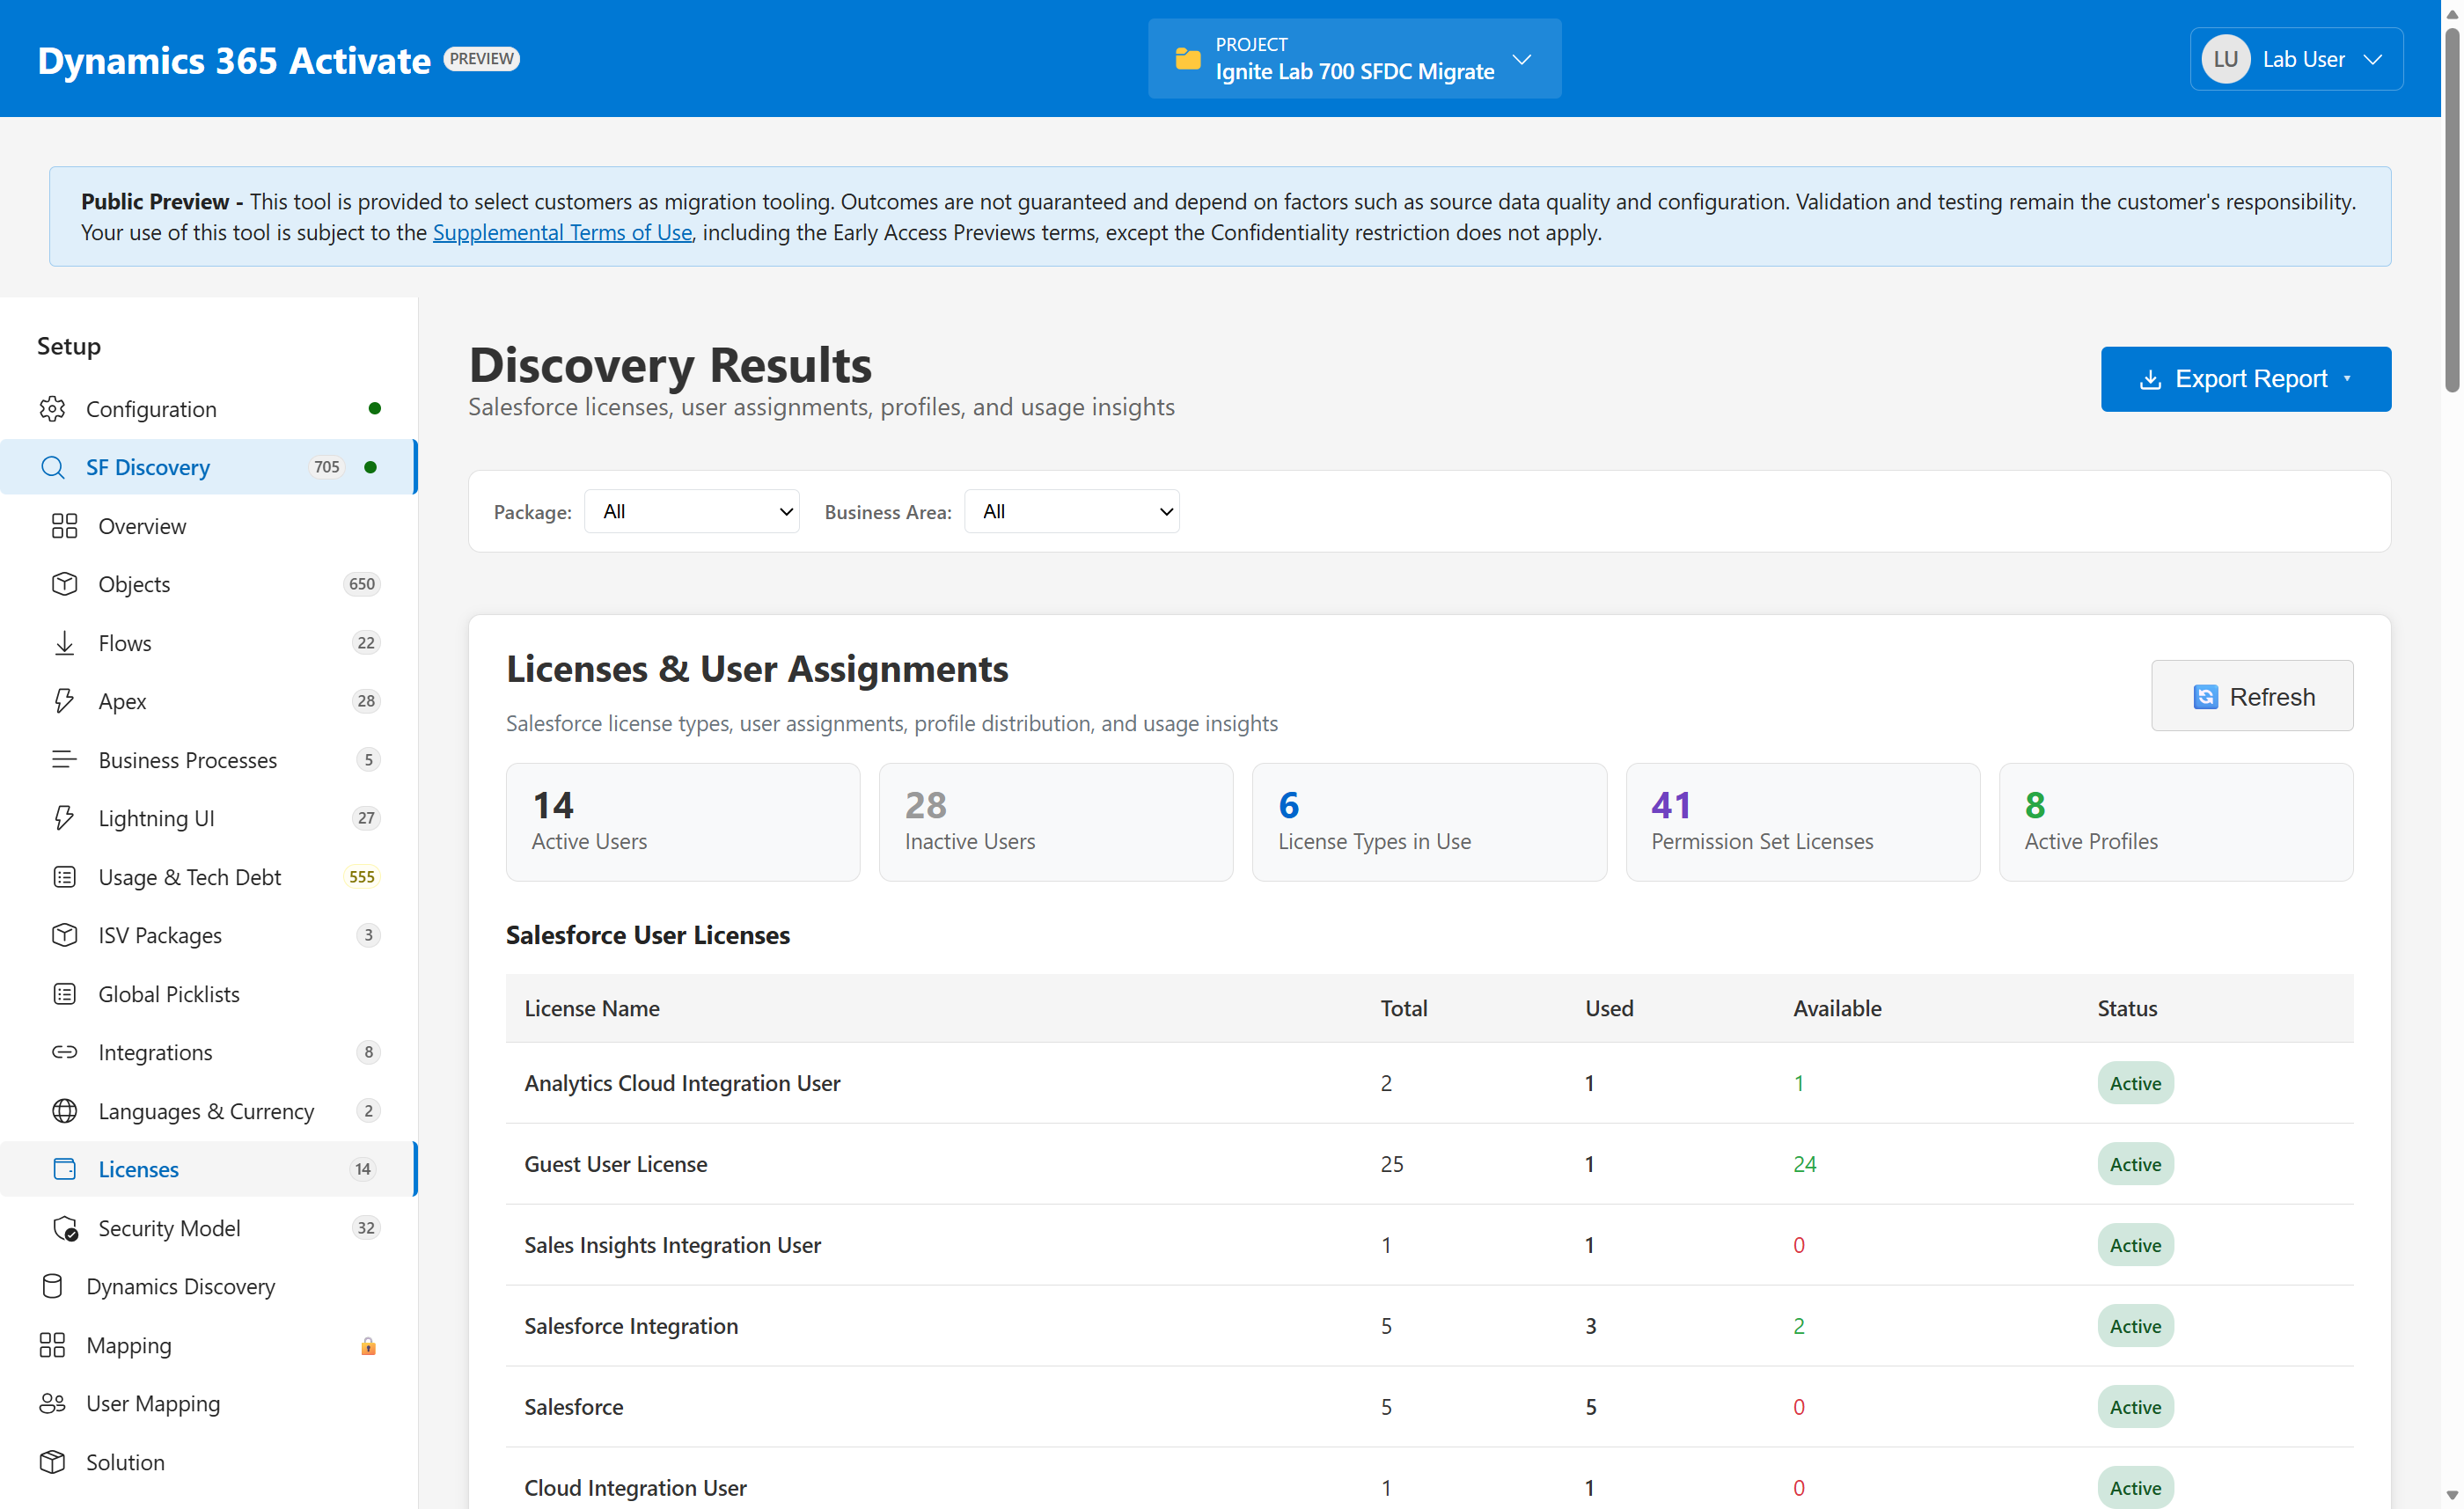 Dynamics 365 Activate PREVIEW
PROJECT
Ignite Lab 700 SFDC Migrate
LU Lab User
Public Preview - This tool is provided to select customers as migration tooling. Outcomes are not guaranteed and depend on factors such as source data quality and configuration. Validation and testing remain the customer's responsibility.
Your use of this tool is subject to the Supplemental Terms of Use, including the Early Access Previews terms, except the Confidentiality restriction does not apply.
Setup
Configuration
SF Discovery 705
Overview
Objects 650
Flows 22
Apex 28
Business Processes 5
Lightning UI 27
Usage & Tech Debt 555
ISV Packages 3
Global Picklists
Integrations 8
Languages & Currency 2
Licenses 14
Security Model 32
Dynamics Discovery
Mapping
User Mapping
Solution
Discovery Results
Salesforce licenses, user assignments, profiles, and usage insights
Export Report
Package: All Business Area: All
Licenses & User Assignments
Salesforce license types, user assignments, profile distribution, and usage insights
Refresh
14
Active Users
28
Inactive Users
6
License Types in Use
41
Permission Set Licenses
8
Active Profiles
Salesforce User Licenses
License Name Total Used Available Status
Analytics Cloud Integration User 2 1 1 Active
Guest User License 25 1 24 Active
Sales Insights Integration User 1 1 0 Active
Salesforce Integration 5 3 2 Active
Salesforce 5 5 0 Active
Cloud Integration User 1 1 0 Active